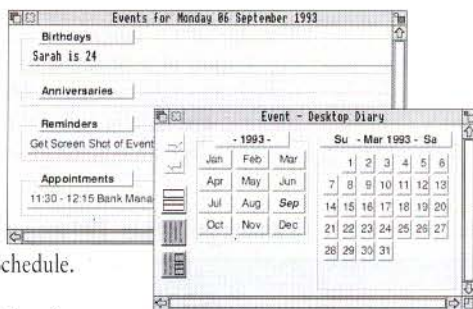 Events for Monday 06 September 1993
Birthdays
Sarah is 24
Anniversaries
Reminders
Get Screen Shot of Event
Appointments
11:30 - 12:15 Bank Mana
Event - Desktop Diary
- 1993 -
Jan Feb Mar
Apr May Jun
Jul Aug Sep
Oct Nov Dec
Su - Mar 1993 - Sa
1 2 3 4 5 6
7 8 9 10 11 12 13
14 15 16 17 18 19 20
21 22 23 24 25 26 27
28 29 30 31
chedule.